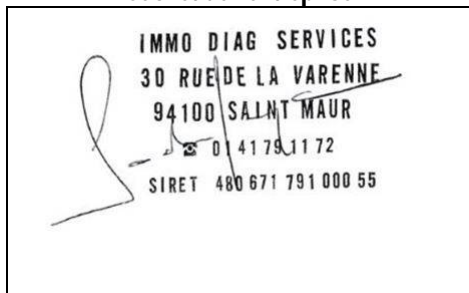 IMMO DIAG SERVICES
30 RUE DE LA VARENNE
94100 SAINT MAUR
☎ 01 41 79 11 72
SIRET 480 671 791 000 55